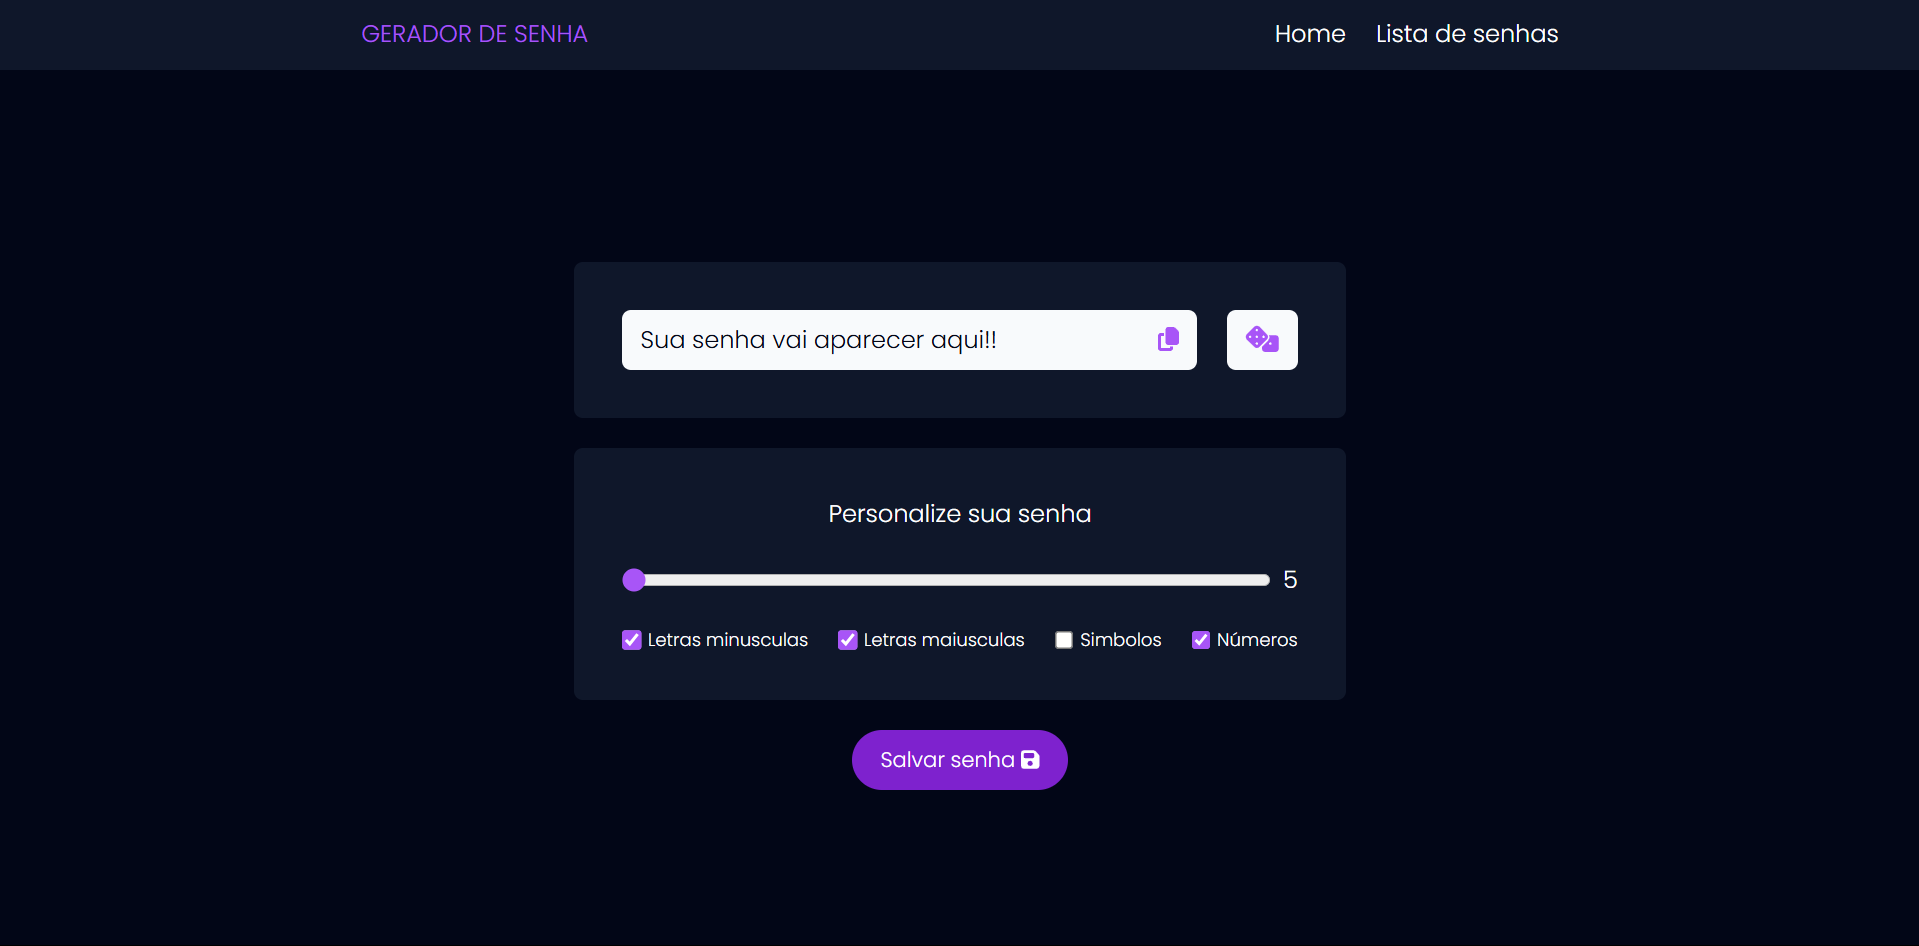 GERADOR DE SENHA
Home
Lista de senhas
Sua senha vai aparecer aqui!!
Personalize sua senha
5
Letras minusculas
Letras maiusculas
Simbolos
Números
Salvar senha